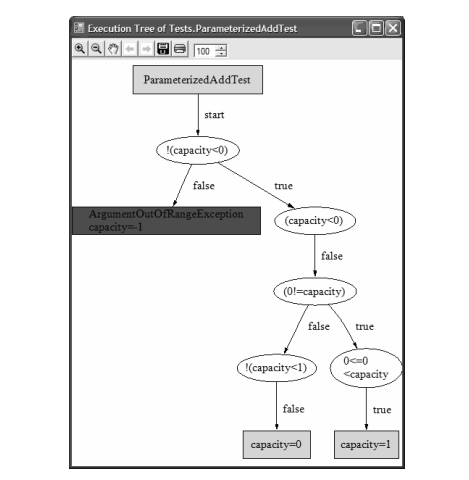 Execution Tree of Tests.ParameterizedAddTest
100
ParameterizedAddTest
start
!(capacity<0)
false
true
ArgumentOutOfRangeException
capacity=-1
(capacity<0)
false
(0!=capacity)
false
true
!(capacity<1)
0<=0
<capacity
false
true
capacity=0
capacity=1